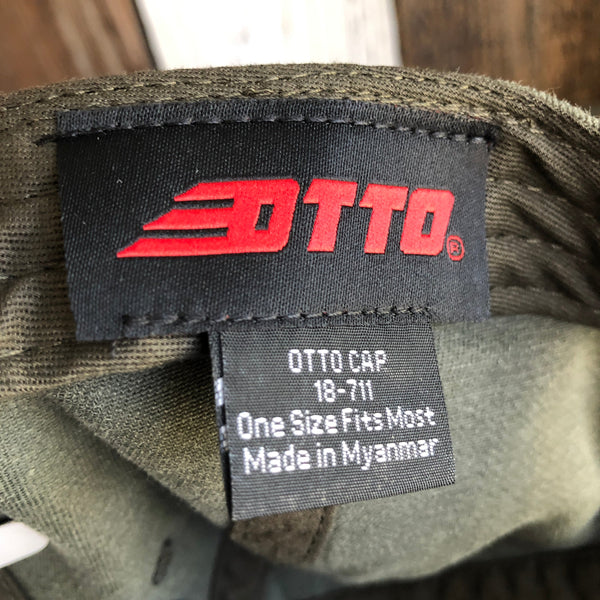 OTTO®
OTTO CAP
18-711
One Size Fits Most
Made in Myanmar